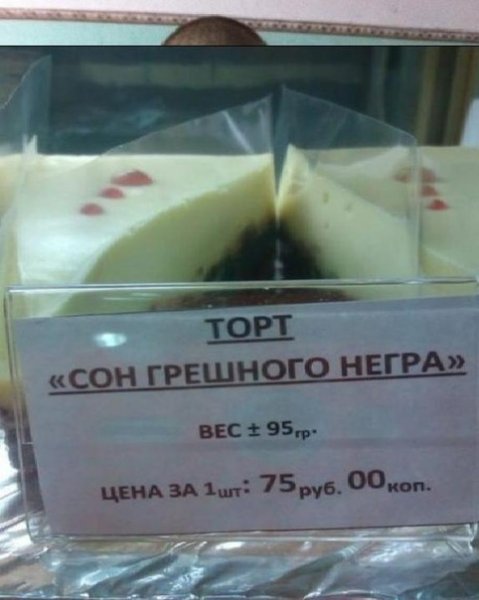 ТОРТ
«СОН ГРЕШНОГО НЕГРА»
ВЕС ± 95гр.
ЦЕНА ЗА 1шт: 75руб. 00коп.